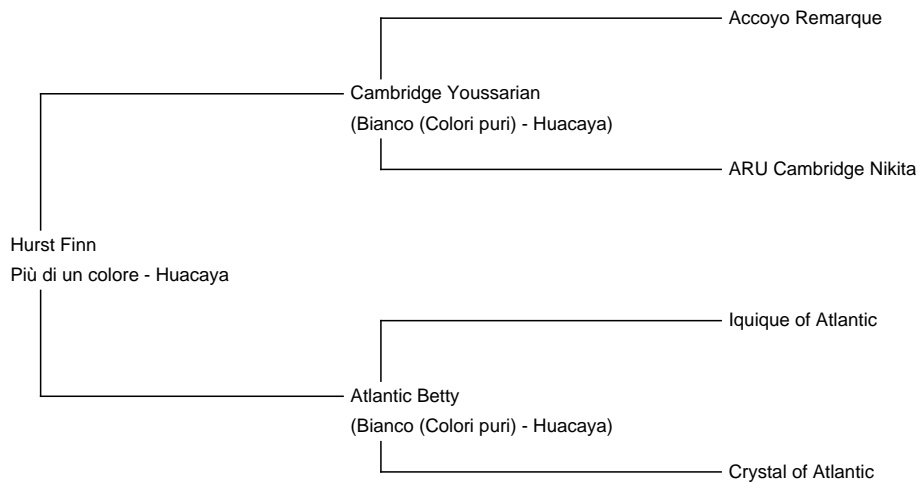 Accoyo Remarque
Cambridge Youssarian
(Bianco (Colori puri) - Huacaya)
ARU Cambridge Nikita
Hurst Finn
Più di un colore - Huacaya
Iquique of Atlantic
Atlantic Betty
(Bianco (Colori puri) - Huacaya)
Crystal of Atlantic